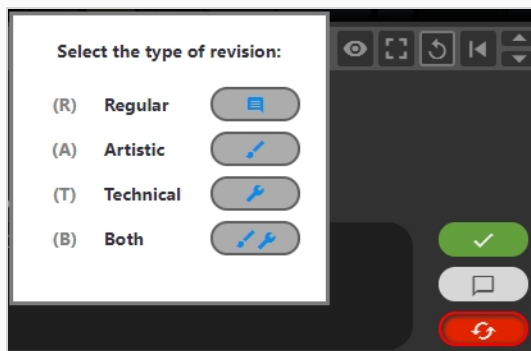 Select the type of revision:
(R) Regular
(A) Artistic
(T) Technical
(B) Both